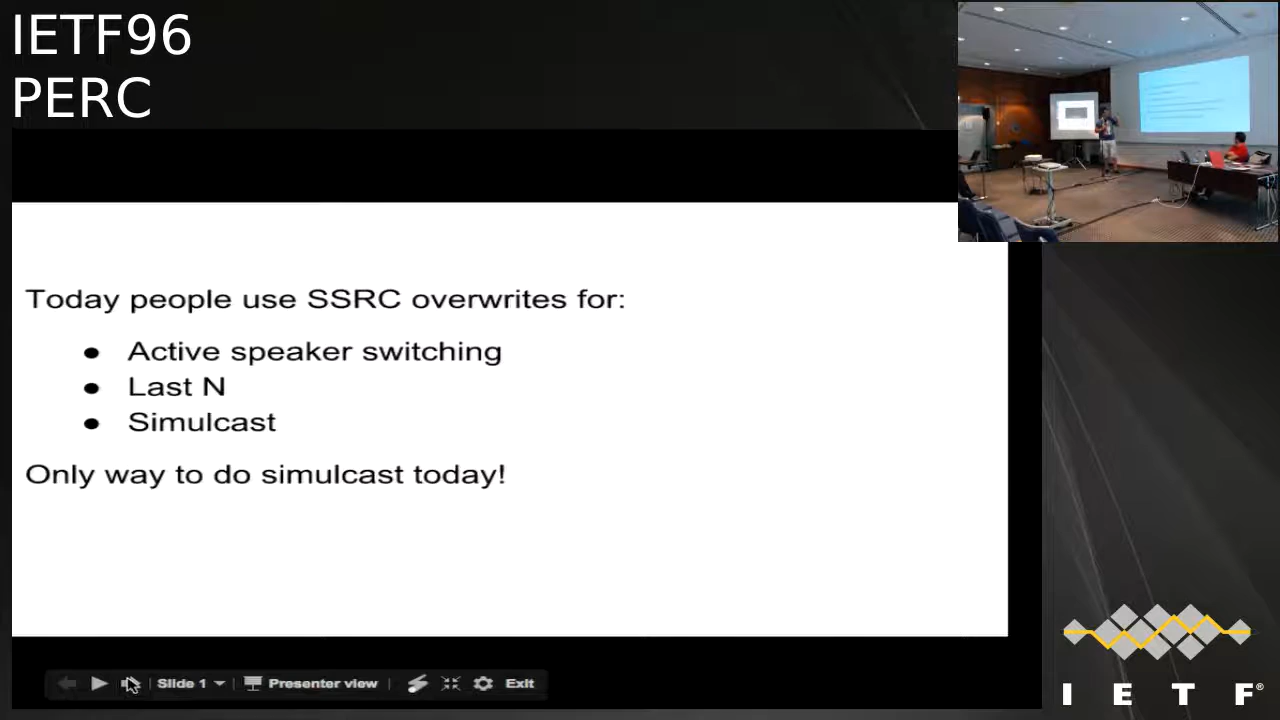 IETF96
PERC
Today people use SSRC overwrites for:
● Active speaker switching
● Last N
● Simulcast
Only way to do simulcast today!
Slide 1
Presenter view
Exit
I E T F®